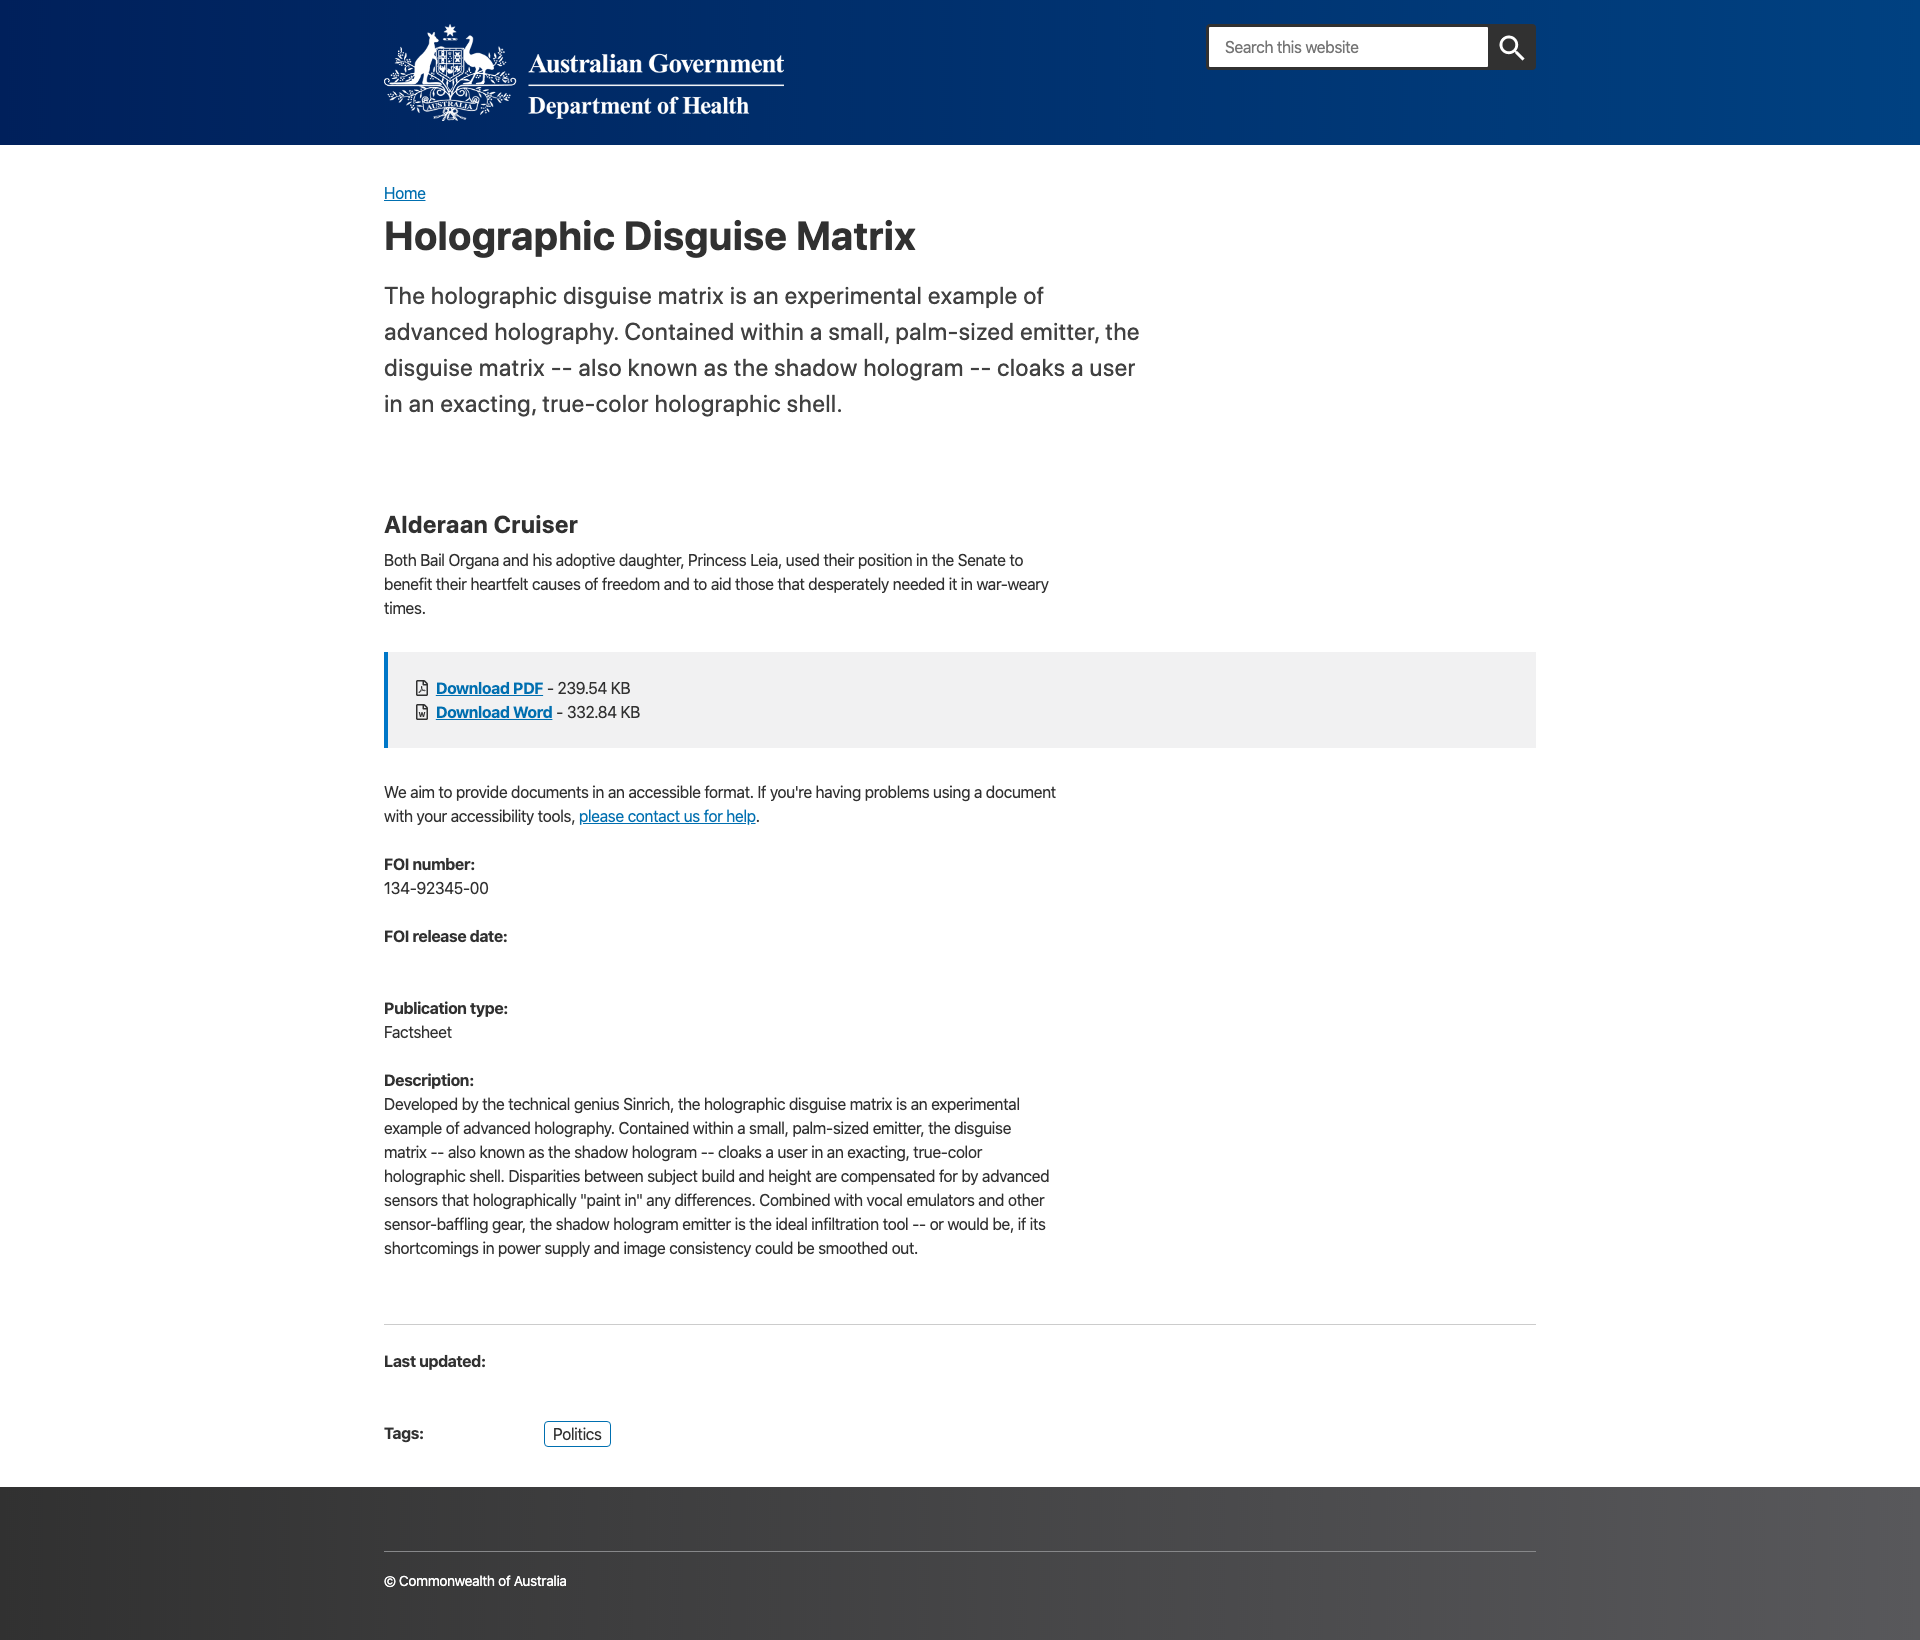 AUSTRALIA
Australian Government
Department of Health
Search this website
Home
Holographic Disguise Matrix
The holographic disguise matrix is an experimental example of
advanced holography. Contained within a small, palm-sized emitter, the
disguise matrix -- also known as the shadow hologram -- cloaks a user
in an exacting, true-color holographic shell.
Alderaan Cruiser
Both Bail Organa and his adoptive daughter, Princess Leia, used their position in the Senate to
benefit their heartfelt causes of freedom and to aid those that desperately needed it in war-weary
times.
Download PDF - 239.54 KB
Download Word - 332.84 KB
We aim to provide documents in an accessible format. If you're having problems using a document
with your accessibility tools, please contact us for help.
FOI number:
134-92345-00
FOI release date:
Publication type:
Factsheet
Description:
Developed by the technical genius Sinrich, the holographic disguise matrix is an experimental
example of advanced holography. Contained within a small, palm-sized emitter, the disguise
matrix -- also known as the shadow hologram -- cloaks a user in an exacting, true-color
holographic shell. Disparities between subject build and height are compensated for by advanced
sensors that holographically "paint in" any differences. Combined with vocal emulators and other
sensor-baffling gear, the shadow hologram emitter is the ideal infiltration tool -- or would be, if its
shortcomings in power supply and image consistency could be smoothed out.
Last updated:
Tags: Politics
© Commonwealth of Australia